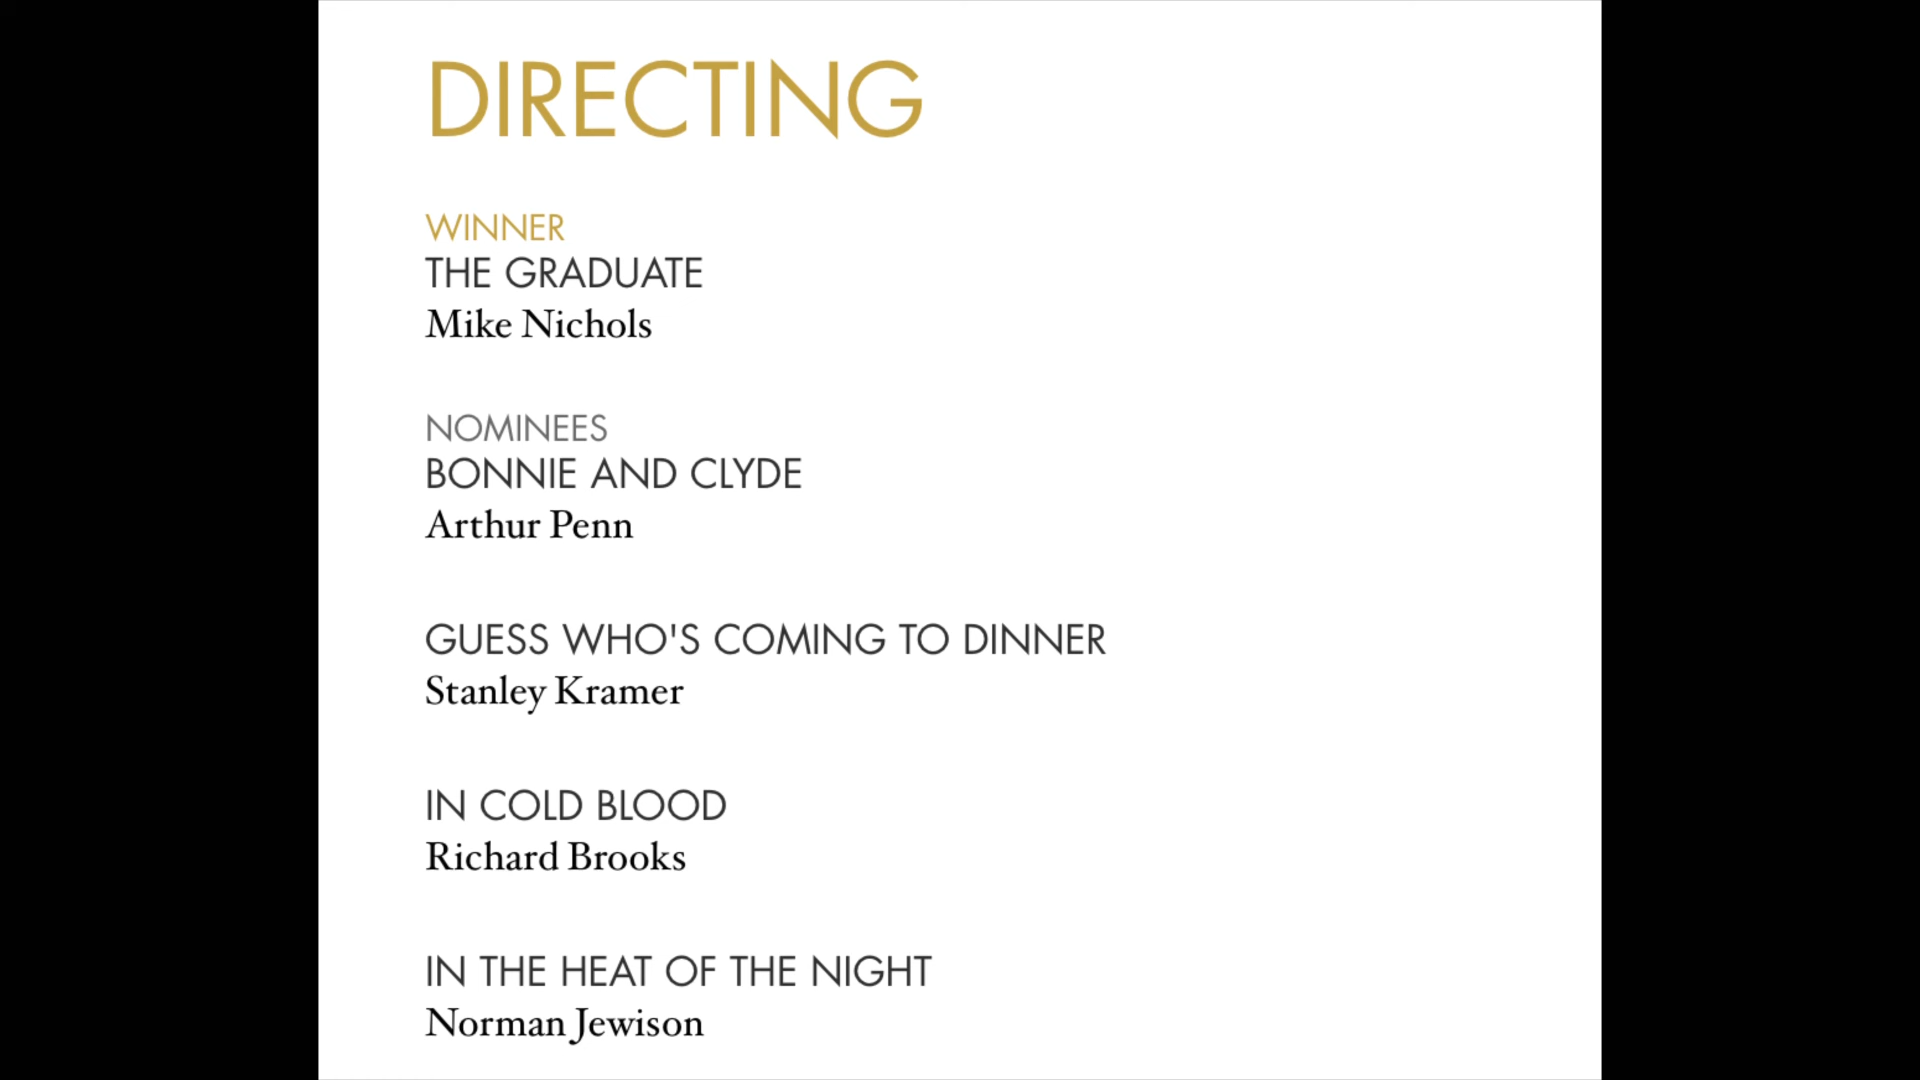 DIRECTING
WINNER
THE GRADUATE
Mike Nichols
NOMINEES
BONNIE AND CLYDE
Arthur Penn
GUESS WHO'S COMING TO DINNER
Stanley Kramer
IN COLD BLOOD
Richard Brooks
IN THE HEAT OF THE NIGHT
Norman Jewison